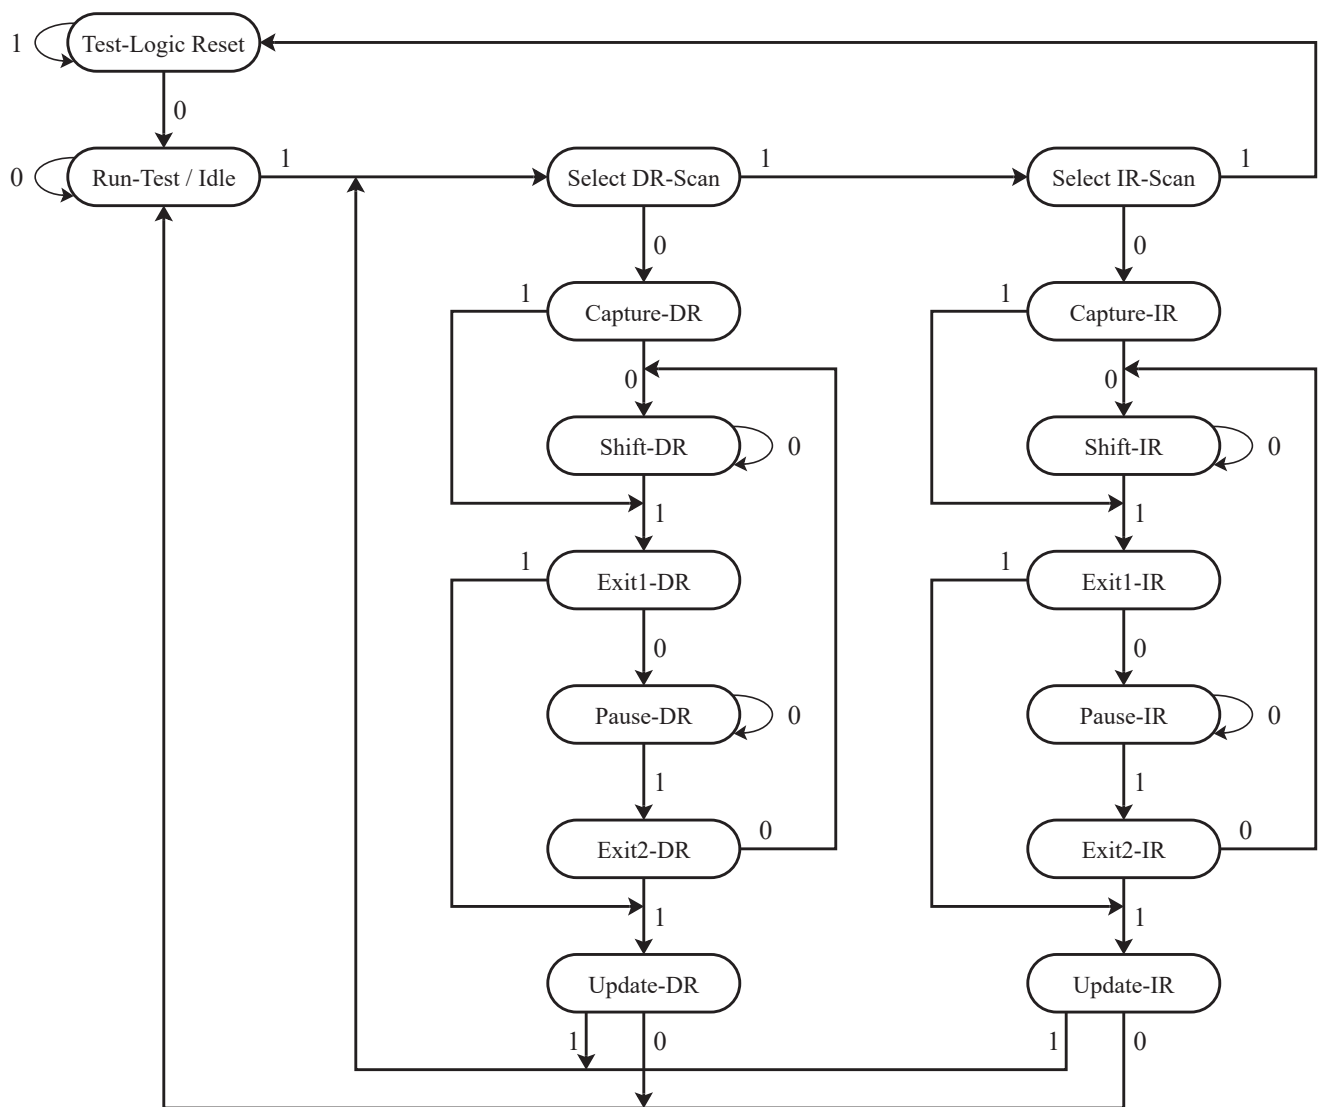 1
Test-Logic Reset
0
0
Run-Test / Idle
1
Select DR-Scan
1
Select IR-Scan
1
0
0
1
Capture-DR
1
Capture-IR
0
0
Shift-DR
0
Shift-IR
0
1
1
1
Exit1-DR
1
Exit1-IR
0
0
Pause-DR
0
Pause-IR
0
1
1
Exit2-DR
0
Exit2-IR
0
1
1
Update-DR
Update-IR
1
0
1
0